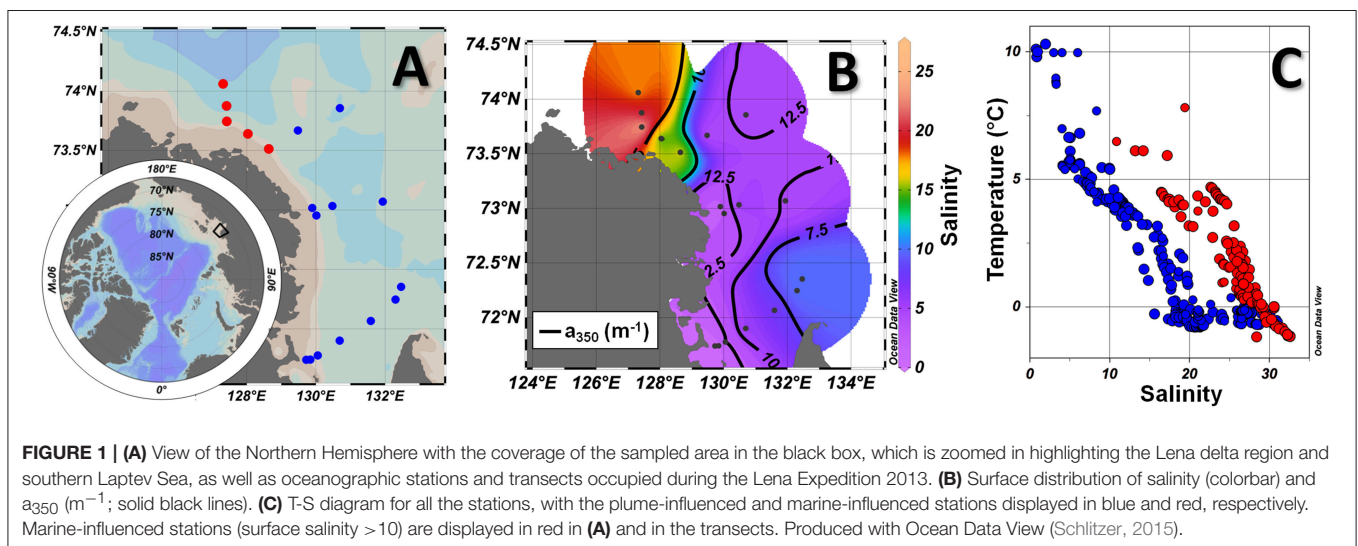 A
74.5°N
74°N
73.5°N
73°N
72.5°N
72°N
128°E
130°E
132°E
180°E
70°N
75°N
80°N
85°N
90°W
90°E
0°
B
74.5°N
74°N
73.5°N
73°N
72.5°N
72°N
124°E
126°E
128°E
130°E
132°E
134°E
12.5
12.5
7.5
2.5
10
a350 (m-1)
Ocean Data View
25
20
15
10
5
0
Salinity
C
10
5
0
Temperature (°C)
0
10
20
30
Salinity
Ocean Data View
FIGURE 1 | (A) View of the Northern Hemisphere with the coverage of the sampled area in the black box, which is zoomed in highlighting the Lena delta region and
southern Laptev Sea, as well as oceanographic stations and transects occupied during the Lena Expedition 2013. (B) Surface distribution of salinity (colorbar) and
a350 (m−1; solid black lines). (C) T-S diagram for all the stations, with the plume-influenced and marine-influenced stations displayed in blue and red, respectively.
Marine-influenced stations (surface salinity >10) are displayed in red in (A) and in the transects. Produced with Ocean Data View (Schlitzer, 2015).